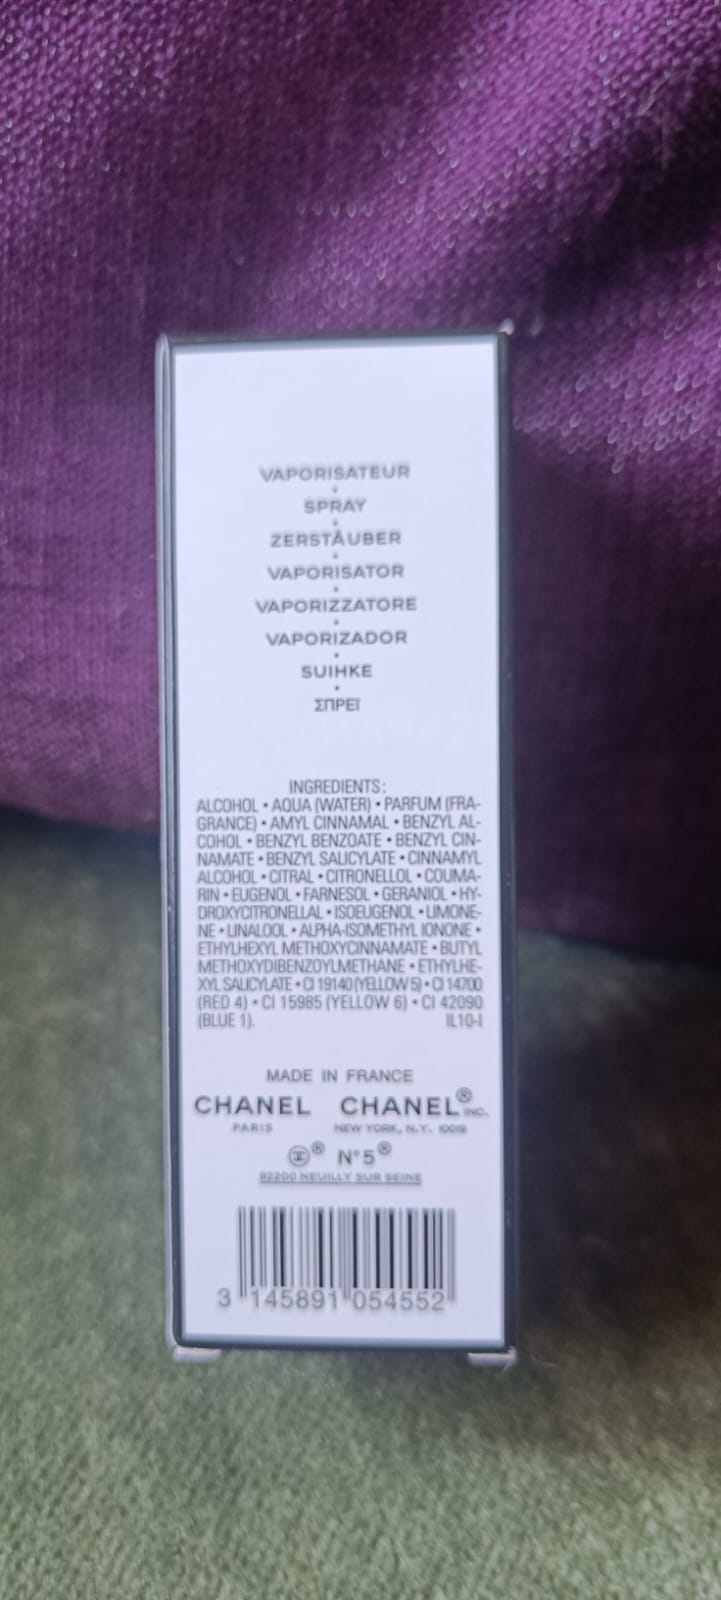 VAPORISATEUR
•
SPRAY
•
ZERSTÄUBER
•
VAPORISATOR
•
VAPORIZZATORE
•
VAPORIZADOR
•
SUIHKE
•
ΣΠΡΕΪ
INGREDIENTS:
ALCOHOL • AQUA (WATER) • PARFUM (FRA-
GRANCE) • AMYL CINNAMAL • BENZYL AL-
COHOL • BENZYL BENZOATE • BENZYL CIN-
NAMATE • BENZYL SALICYLATE • CINNAMYL
ALCOHOL • CITRAL • CITRONELLOL • COUMA-
RIN • EUGENOL • FARNESOL • GERANIOL • HY-
DROXYCITRONELLAL • ISOEUGENOL • LIMONE-
NE • LINALOOL • ALPHA-ISOMETHYL IONONE •
ETHYLHEXYL METHOXYCINNAMATE • BUTYL
METHOXYDIBENZOYLMETHANE • ETHYLHE-
XYL SALICYLATE • CI 19140 (YELLOW 5) • CI 14700
(RED 4) • CI 15985 (YELLOW 6) • CI 42090
(BLUE 1). IL10-I
MADE IN FRANCE
CHANEL CHANEL® INC.
PARIS NEW YORK, N.Y. 10019
® N°5®
92200 NEUILLY SUR SEINE
3 145891 054552